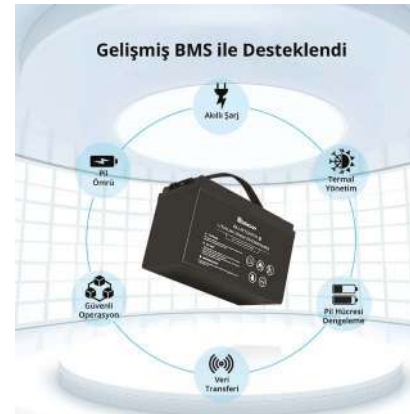 Gelişmiş BMS ile Desteklendi
Akıllı Şarj
Pil
Ömrü
Termal
Yönetim
Güvenli
Operasyon
Pil Hücresi
Dengeleme
Veri
Transferi